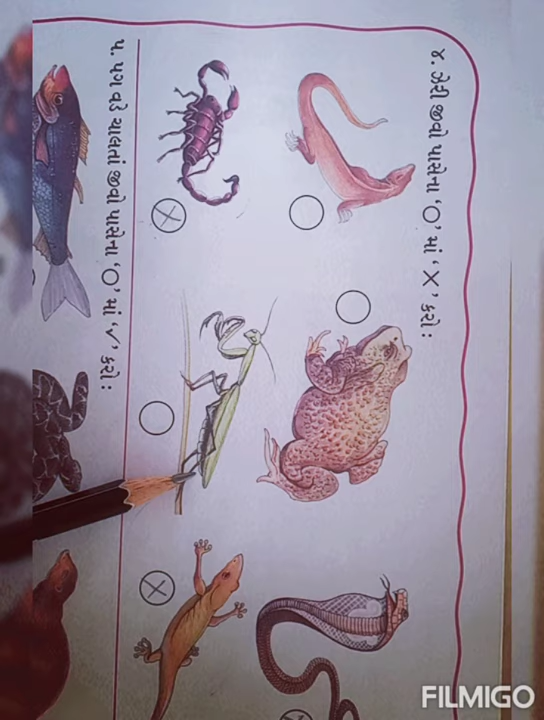 ૪. ઝેરી જીવો પાસેના ‘○’ માં ‘×’ કરો :
૫. પગ વડે ચાલતાં જીવો પાસેના ‘○’ માં ‘✓’ કરો :
FILMIGO